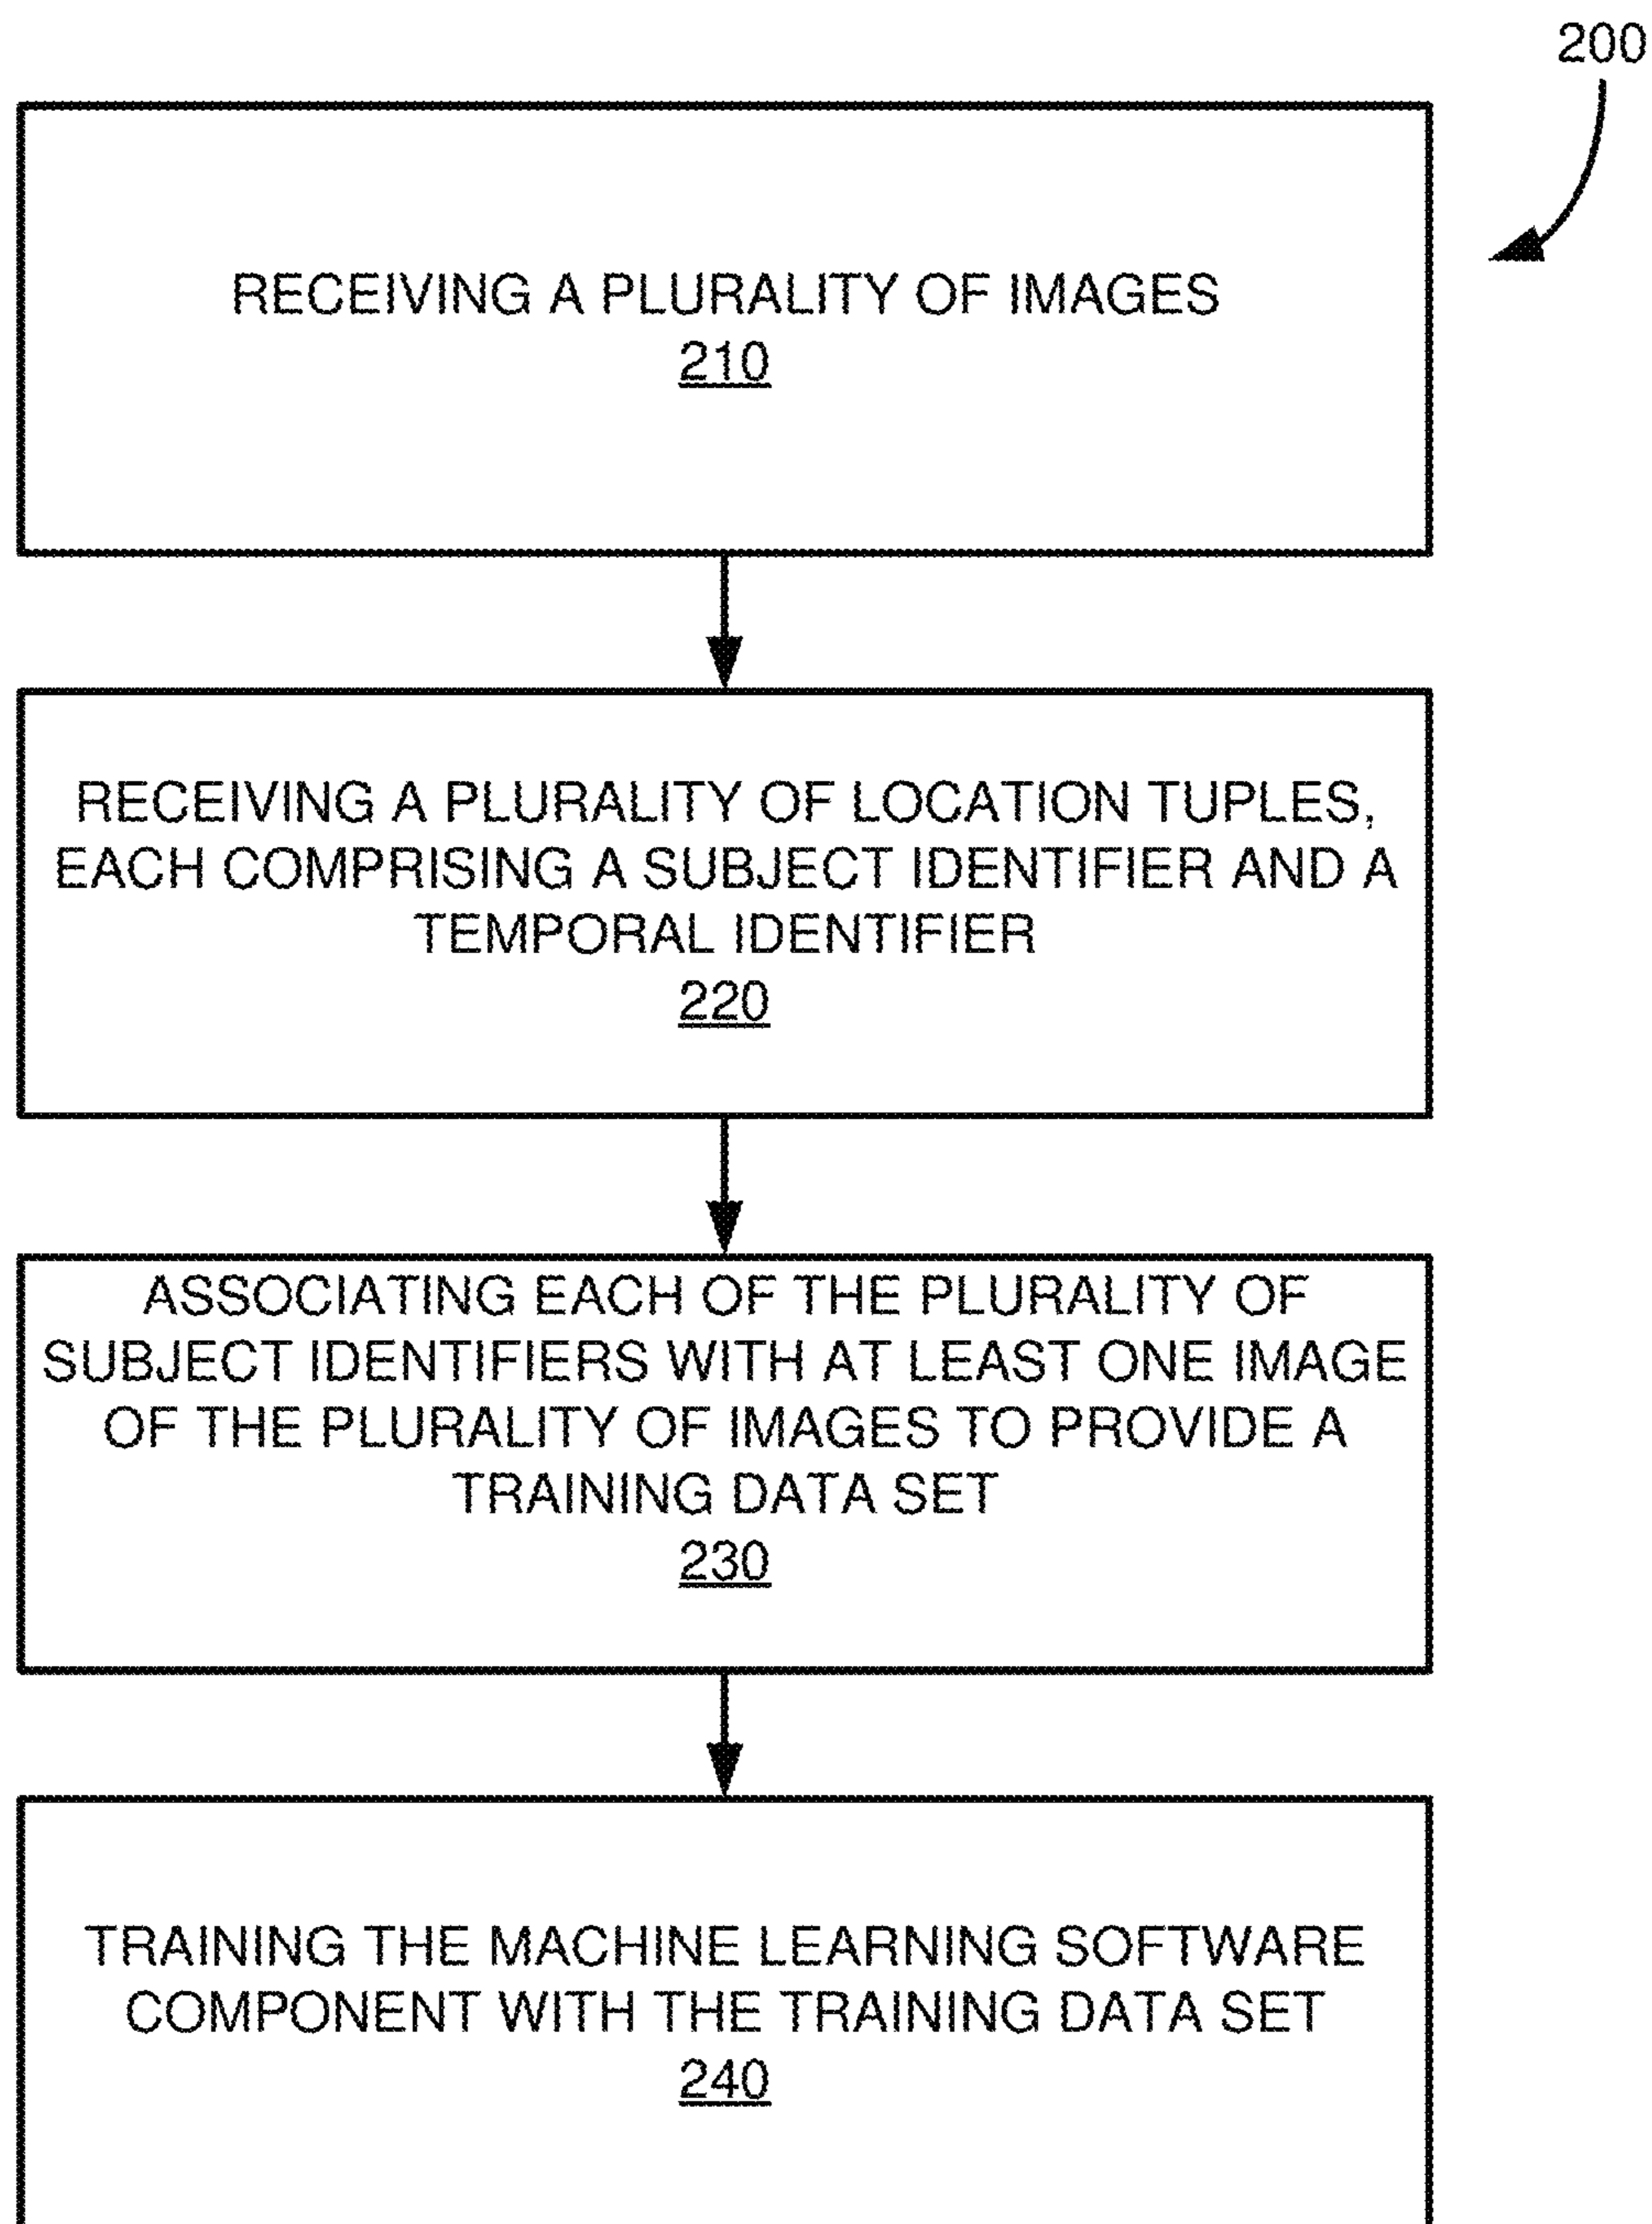 200
RECEIVING A PLURALITY OF IMAGES
210
RECEIVING A PLURALITY OF LOCATION TUPLES,
EACH COMPRISING A SUBJECT IDENTIFIER AND A
TEMPORAL IDENTIFIER
220
ASSOCIATING EACH OF THE PLURALITY OF
SUBJECT IDENTIFIERS WITH AT LEAST ONE IMAGE
OF THE PLURALITY OF IMAGES TO PROVIDE A
TRAINING DATA SET
230
TRAINING THE MACHINE LEARNING SOFTWARE
COMPONENT WITH THE TRAINING DATA SET
240